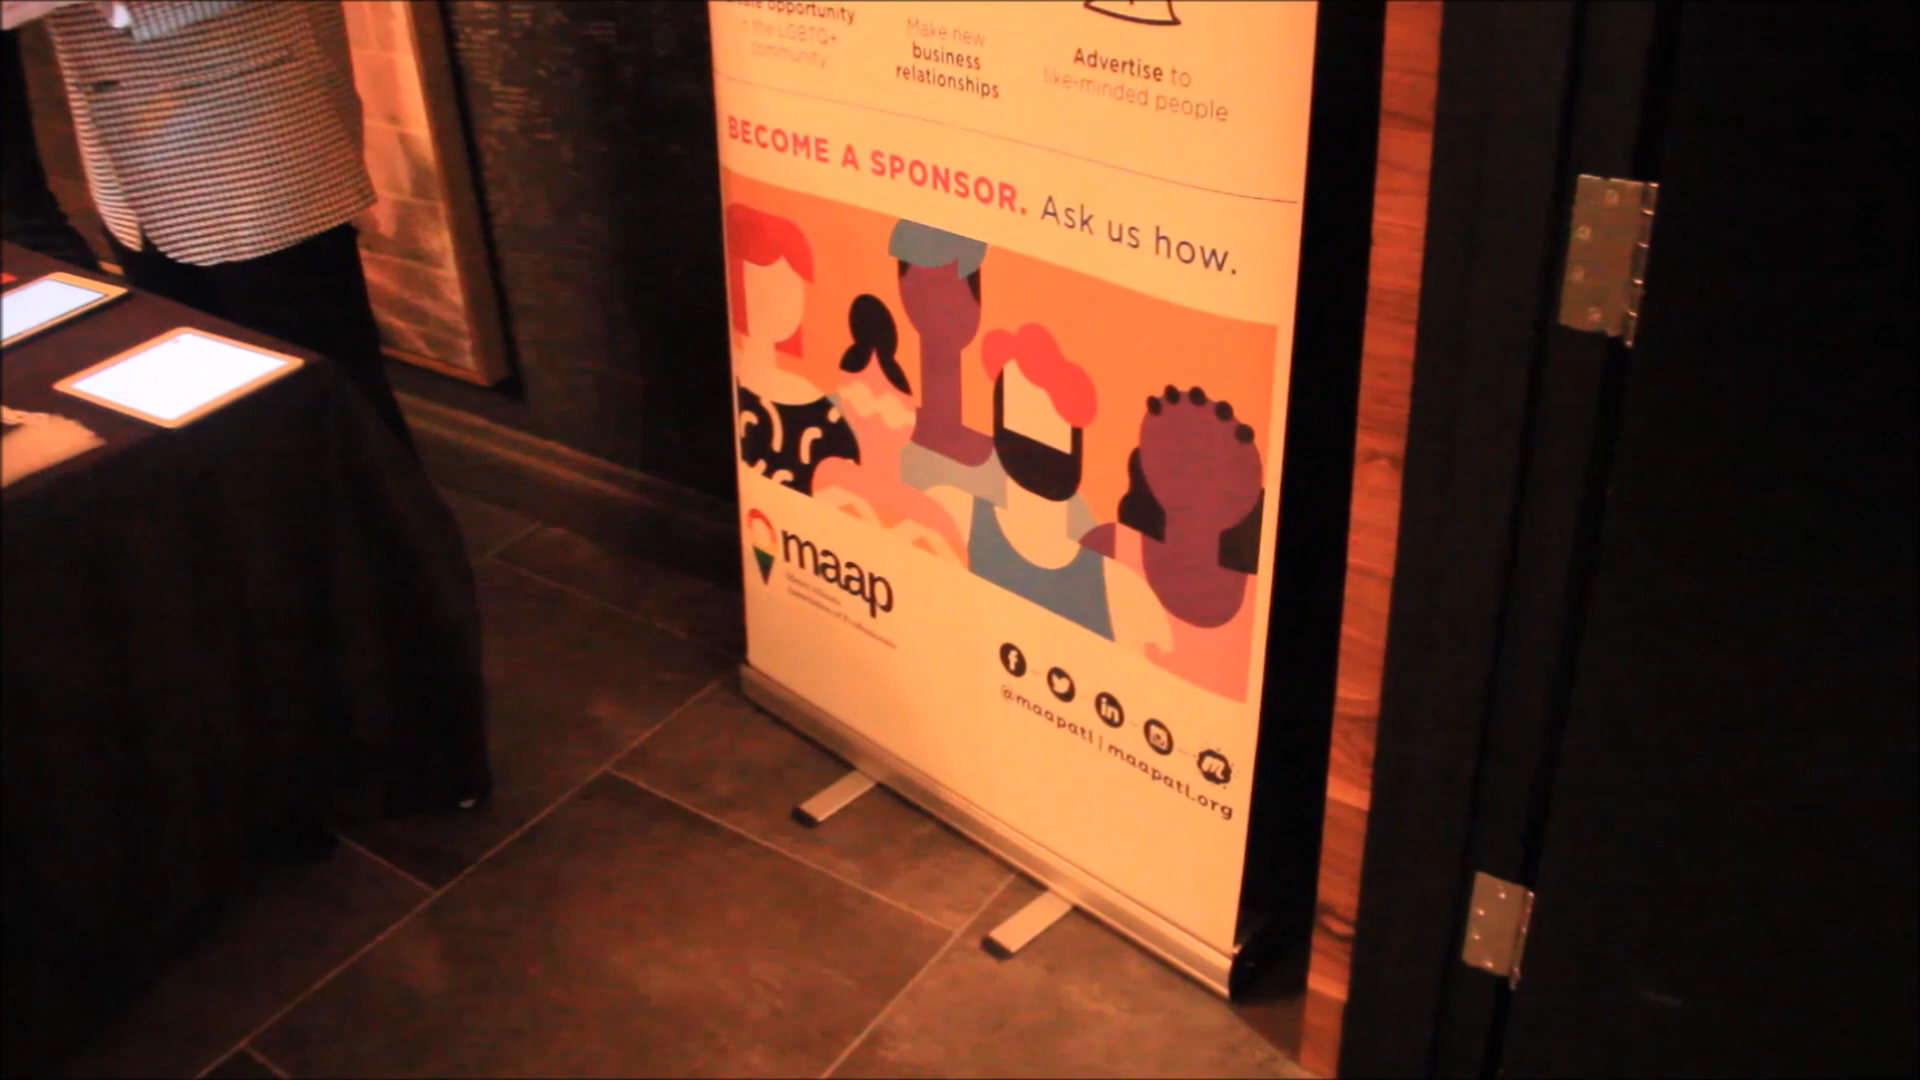 opportunity
in the LGBTQ+
community
Make new
business
relationships
Advertise to
like-minded people
BECOME A SPONSOR. Ask us how.
maap
@maapatl | maapatl.org